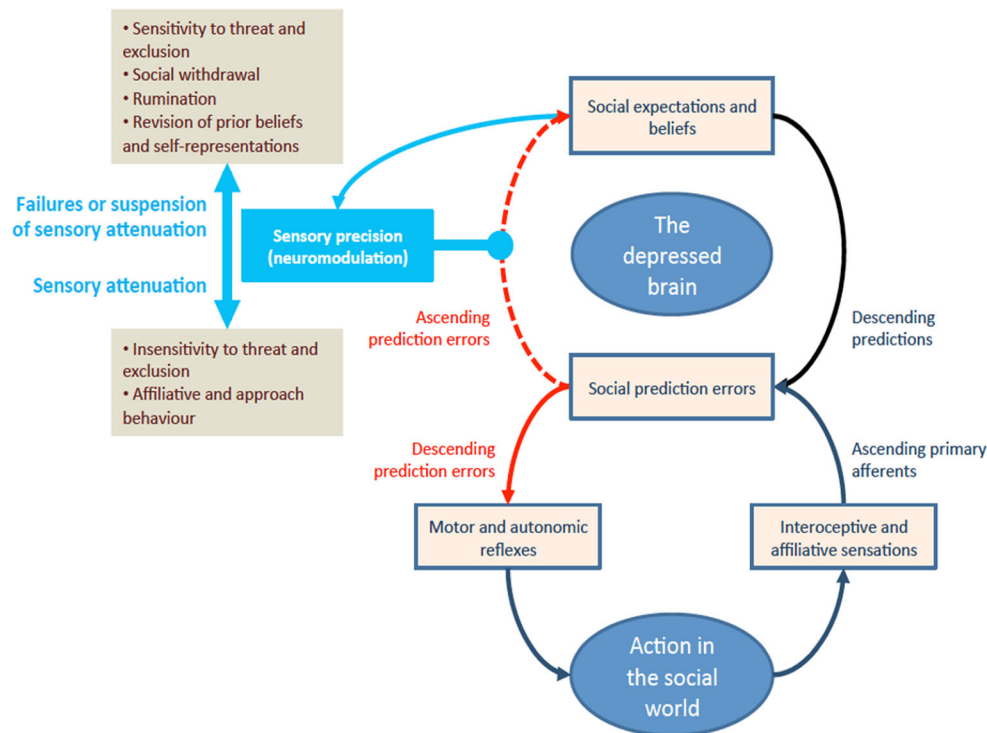 • Sensitivity to threat and
exclusion
• Social withdrawal
• Rumination
• Revision of prior beliefs
and self-representations
Failures or suspension
of sensory attenuation
Sensory attenuation
• Insensitivity to threat and
exclusion
• Affiliative and approach
behaviour
Sensory precision
(neuromodulation)
Social expectations and
beliefs
The
depressed
brain
Ascending
prediction errors
Descending
predictions
Social prediction errors
Descending
prediction errors
Ascending primary
afferents
Motor and autonomic
reflexes
Interoceptive and
affiliative sensations
Action in
the social
world